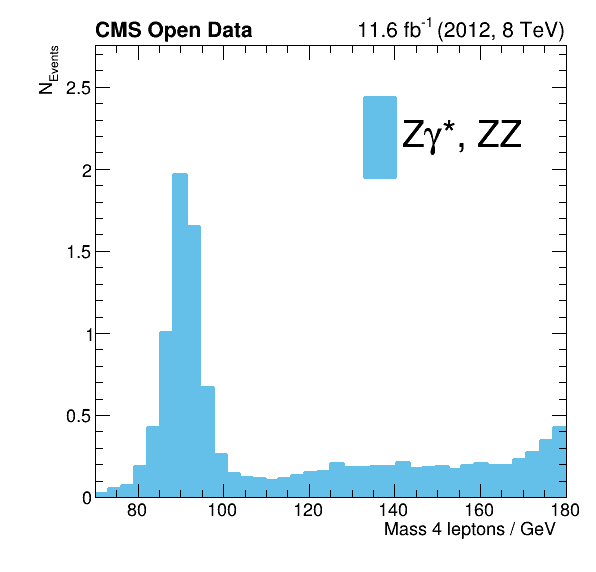 CMS Open Data
11.6 fb⁻¹ (2012, 8 TeV)
N_Events
2.5
2
1.5
1
0.5
0
Zγ*, ZZ
80 100 120 140 160 180
Mass 4 leptons / GeV